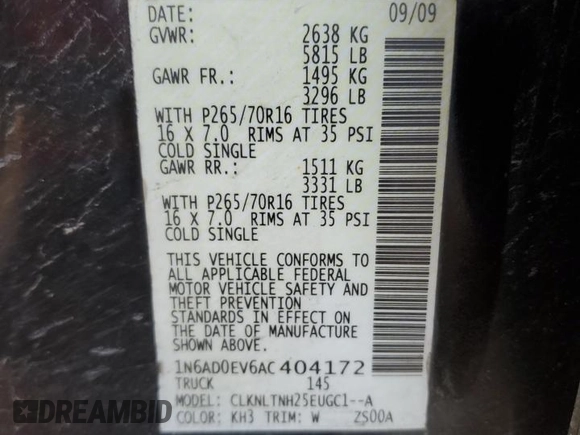 DATE: 09/09
GVWR: 2638 KG
5815 LB
GAWR FR.: 1495 KG
3296 LB
WITH P265/70R16 TIRES
16 X 7.0 RIMS AT 35 PSI
COLD SINGLE
GAWR RR.: 1511 KG
3331 LB
WITH P265/70R16 TIRES
16 X 7.0 RIMS AT 35 PSI
COLD SINGLE
THIS VEHICLE CONFORMS TO
ALL APPLICABLE FEDERAL
MOTOR VEHICLE SAFETY AND
THEFT PREVENTION
STANDARDS IN EFFECT ON
THE DATE OF MANUFACTURE
SHOWN ABOVE.
1N6AD0EV6AC404172
TRUCK 145
MODEL: CLKNLTNH25EUGC1--A
COLOR: KH3 TRIM: W ZS00A
DREAMBID